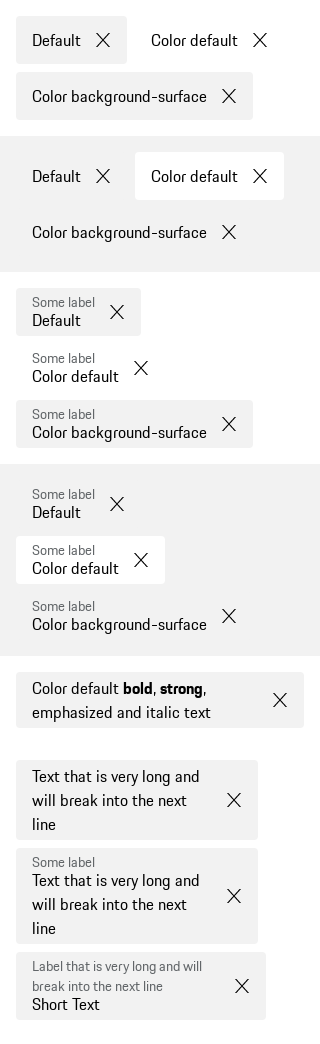 Default
Color default
Color background-surface
Default
Color default
Color background-surface
Some label
Default
Some label
Color default
Some label
Color background-surface
Some label
Default
Some label
Color default
Some label
Color background-surface
Color default bold, strong,
emphasized and italic text
Text that is very long and
will break into the next
line
Some label
Text that is very long and
will break into the next
line
Label that is very long and will
break into the next line
Short Text